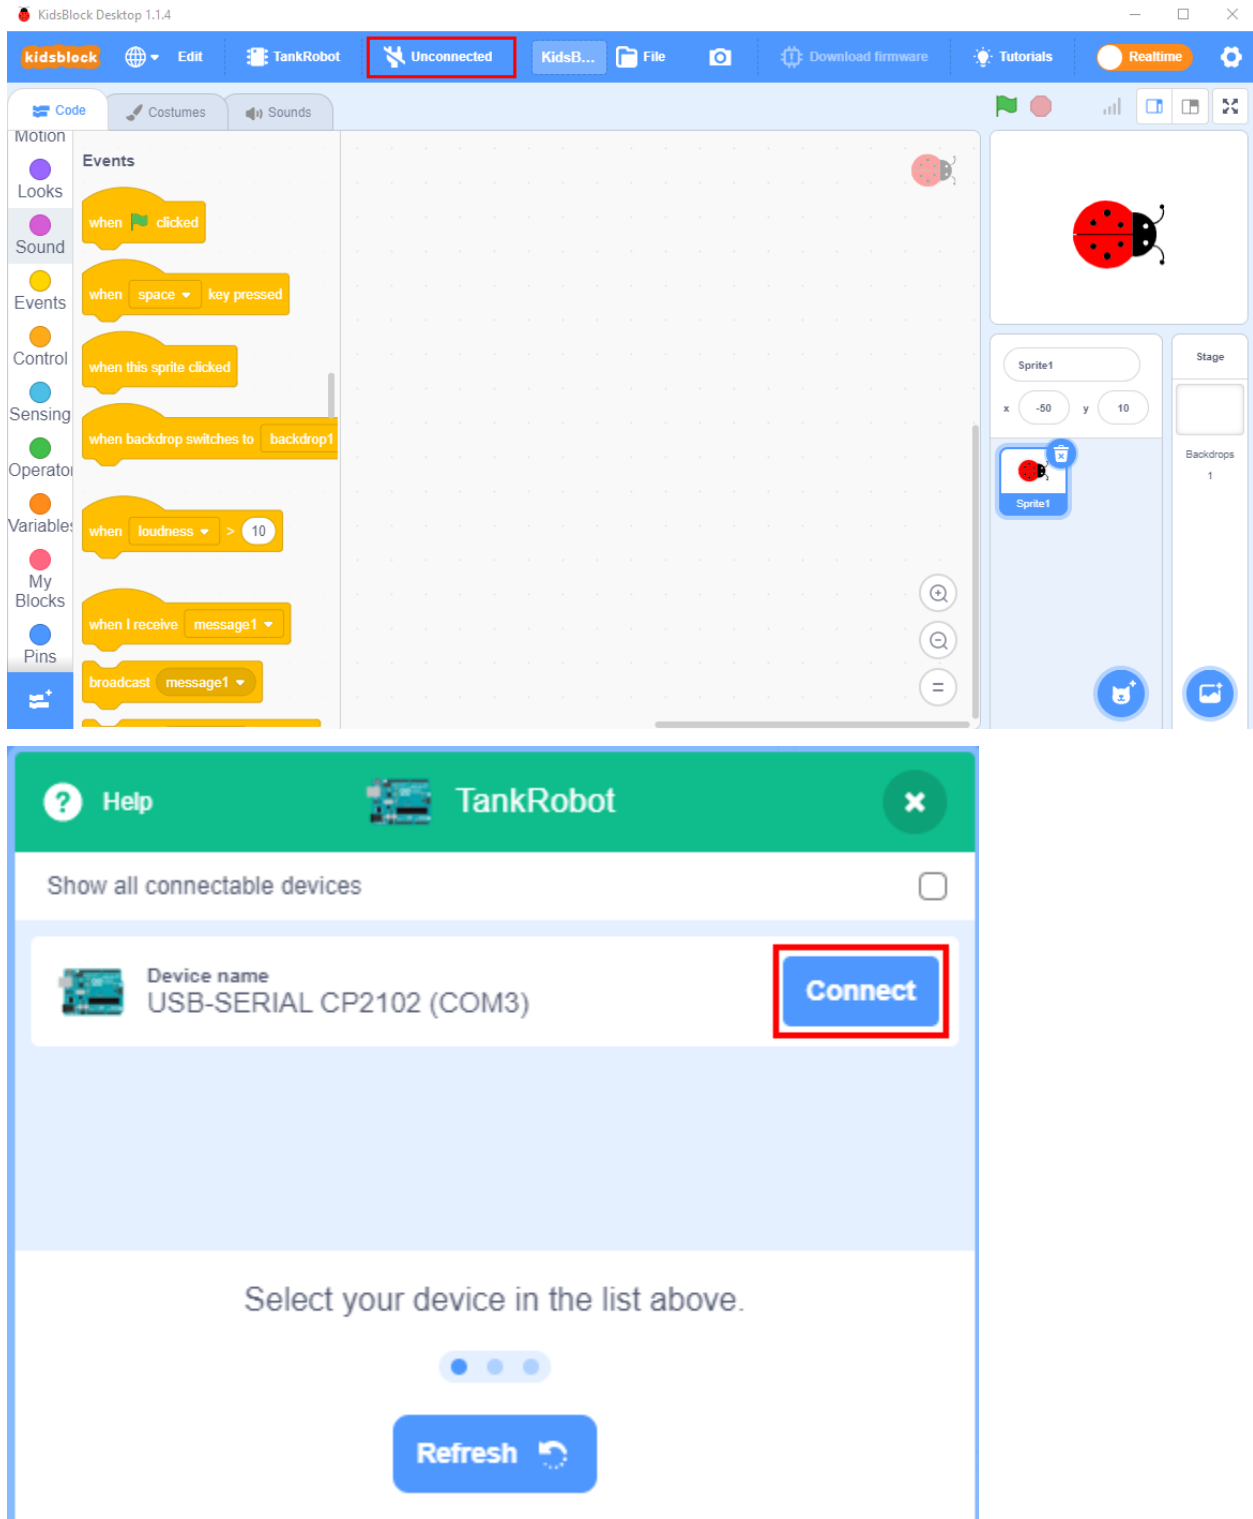 KidsBlock Desktop 1.1.4
kidsblock Edit TankRobot Unconnected KidsB... File Download firmware Tutorials Realtime
Code Costumes Sounds
Motion
Looks
Sound
Events
Control
Sensing
Operator
Variables
My
Blocks
Pins
Events
when clicked
when space key pressed
when this sprite clicked
when backdrop switches to backdrop1
when loudness > 10
when I receive message1
broadcast message1
Sprite1
x -50 y 10
Sprite1
Stage
Backdrops
1
? Help TankRobot
Show all connectable devices
Device name
USB-SERIAL CP2102 (COM3)
Connect
Select your device in the list above.
Refresh